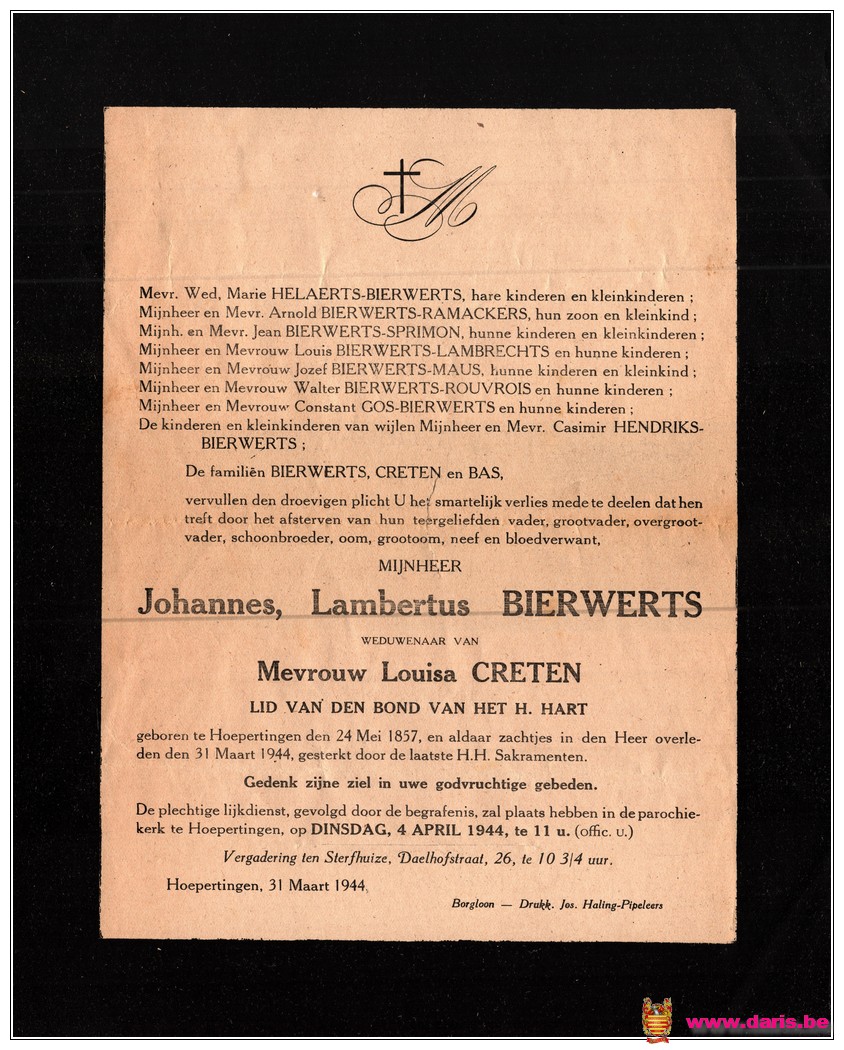 M
Mevr. Wed, Marie HELAERTS-BIERWERTS, hare kinderen en kleinkinderen ;
Mijnheer en Mevr. Arnold BIERWERTS-RAMACKERS, hun zoon en kleinkind ;
Mijnh. en Mevr. Jean BIERWERTS-SPRIMON, hunne kinderen en kleinkinderen ;
Mijnheer en Mevrouw Louis BIERWERTS-LAMBRECHTS en hunne kinderen ;
Mijnheer en Mevrouw Jozef BIERWERTS-MAUS, hunne kinderen en kleinkind ;
Mijnheer en Mevrouw Walter BIERWERTS-ROUVROIS en hunne kinderen ;
Mijnheer en Mevrouw Constant GOS-BIERWERTS en hunne kinderen ;
De kinderen en kleinkinderen van wijlen Mijnheer en Mevr. Casimir HENDRIKS-
BIERWERTS ;
De familiën BIERWERTS, CRETEN en BAS,
vervullen den droevigen plicht U het smartelijk verlies mede te deelen dat hen
treft door het afsterven van hun teergeliefden vader, grootvader, overgroot-
vader, schoonbroeder, oom, grootoom, neef en bloedverwant,
MIJNHEER
Johannes, Lambertus BIERWERTS
WEDUWENAAR VAN
Mevrouw Louisa CRETEN
LID VAN DEN BOND VAN HET H. HART
geboren te Hoepertingen den 24 Mei 1857, en aldaar zachtjes in den Heer overle-
den den 31 Maart 1944, gesterkt door de laatste H.H. Sakramenten.
Gedenk zijne ziel in uwe godvruchtige gebeden.
De plechtige lijkdienst, gevolgd door de begrafenis, zal plaats hebben in de parochie-
kerk te Hoepertingen, op DINSDAG, 4 APRIL 1944, te 11 u. (offic. u.)
Vergadering ten Sterfhuize, Daelhofstraat, 26, te 10 3/4 uur.
Hoepertingen, 31 Maart 1944,
Borgloon — Drukk. Jos. Haling-Pipeleers
www.daris.be